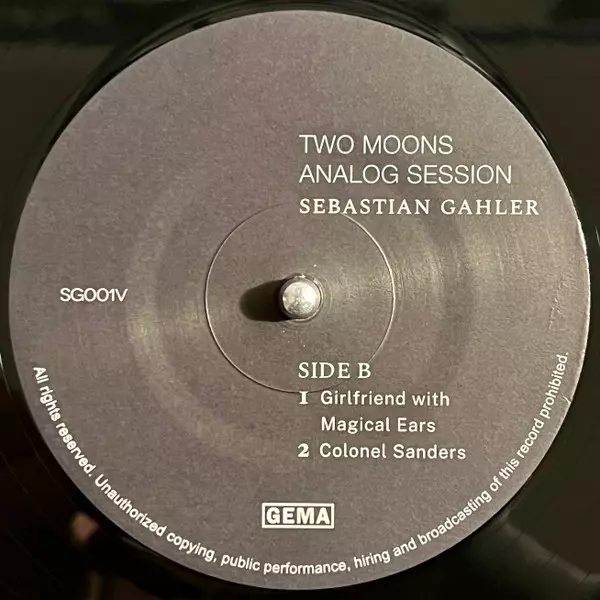 TWO MOONS
ANALOG SESSION
SEBASTIAN GAHLER
SG001V
SIDE B
1 Girlfriend with
Magical Ears
2 Colonel Sanders
GEMA
All rights reserved. Unauthorized copying, public performance, hiring and broadcasting of this record prohibited.